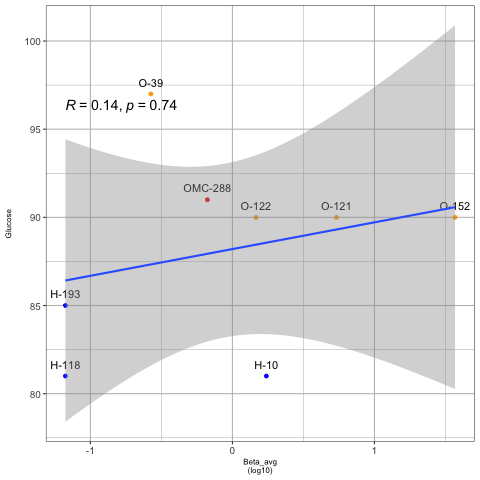 100
95
90
85
80
Glucose
O-39
R = 0.14, p = 0.74
OMC-288
O-122
O-121
O-152
H-193
H-118
H-10
-1
0
1
Beta_avg
(log10)